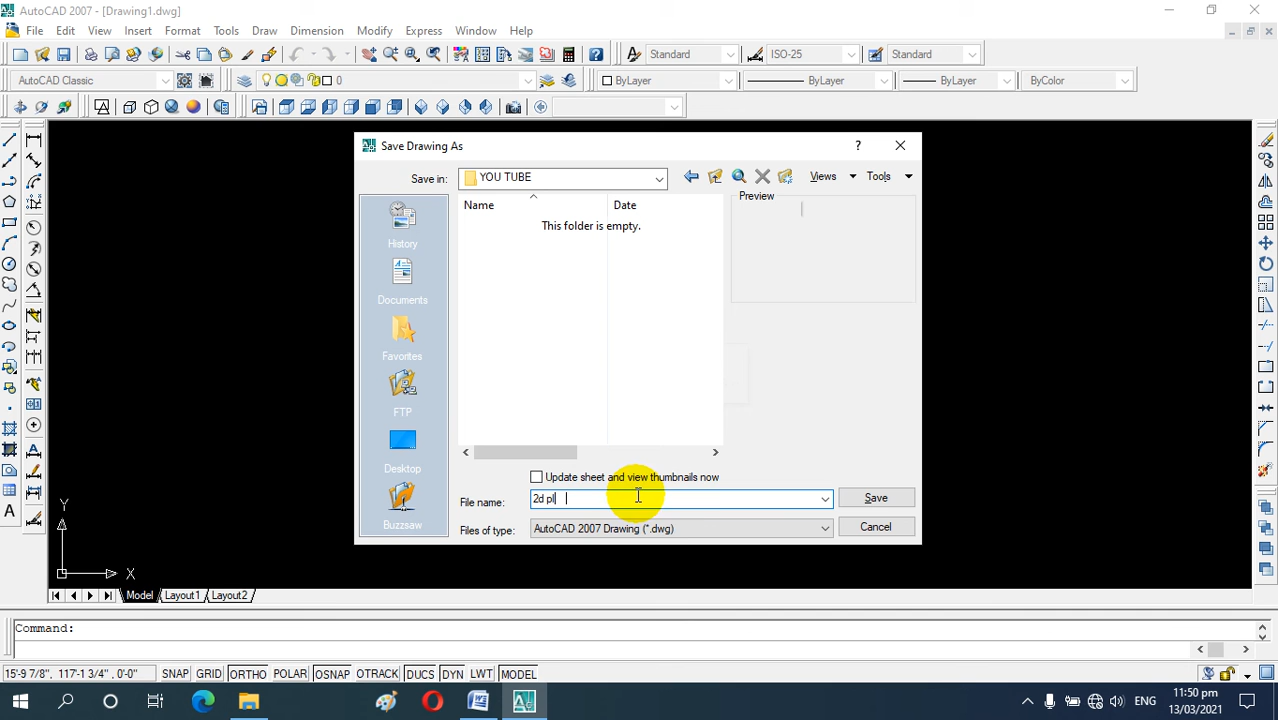 AutoCAD 2007 - [Drawing1.dwg]
File Edit View Insert Format Tools Draw Dimension Modify Express Window Help
Standard ISO-25 Standard
AutoCAD Classic 0 ByLayer ByLayer ByLayer ByColor
Save Drawing As
Save in: YOU TUBE Views Tools
Name Date Preview
This folder is empty.
History
Documents
Favorites
FTP
Desktop
Buzzsaw
Update sheet and view thumbnails now
File name: 2d pl Save
Files of type: AutoCAD 2007 Drawing (*.dwg) Cancel
Y
X
Model Layout1 Layout2
Command:
15'-9 7/8", 117'-1 3/4", 0'-0" SNAP GRID ORTHO POLAR OSNAP OTRACK DUCS DYN LWT MODEL
ENG
11:50 pm
13/03/2021